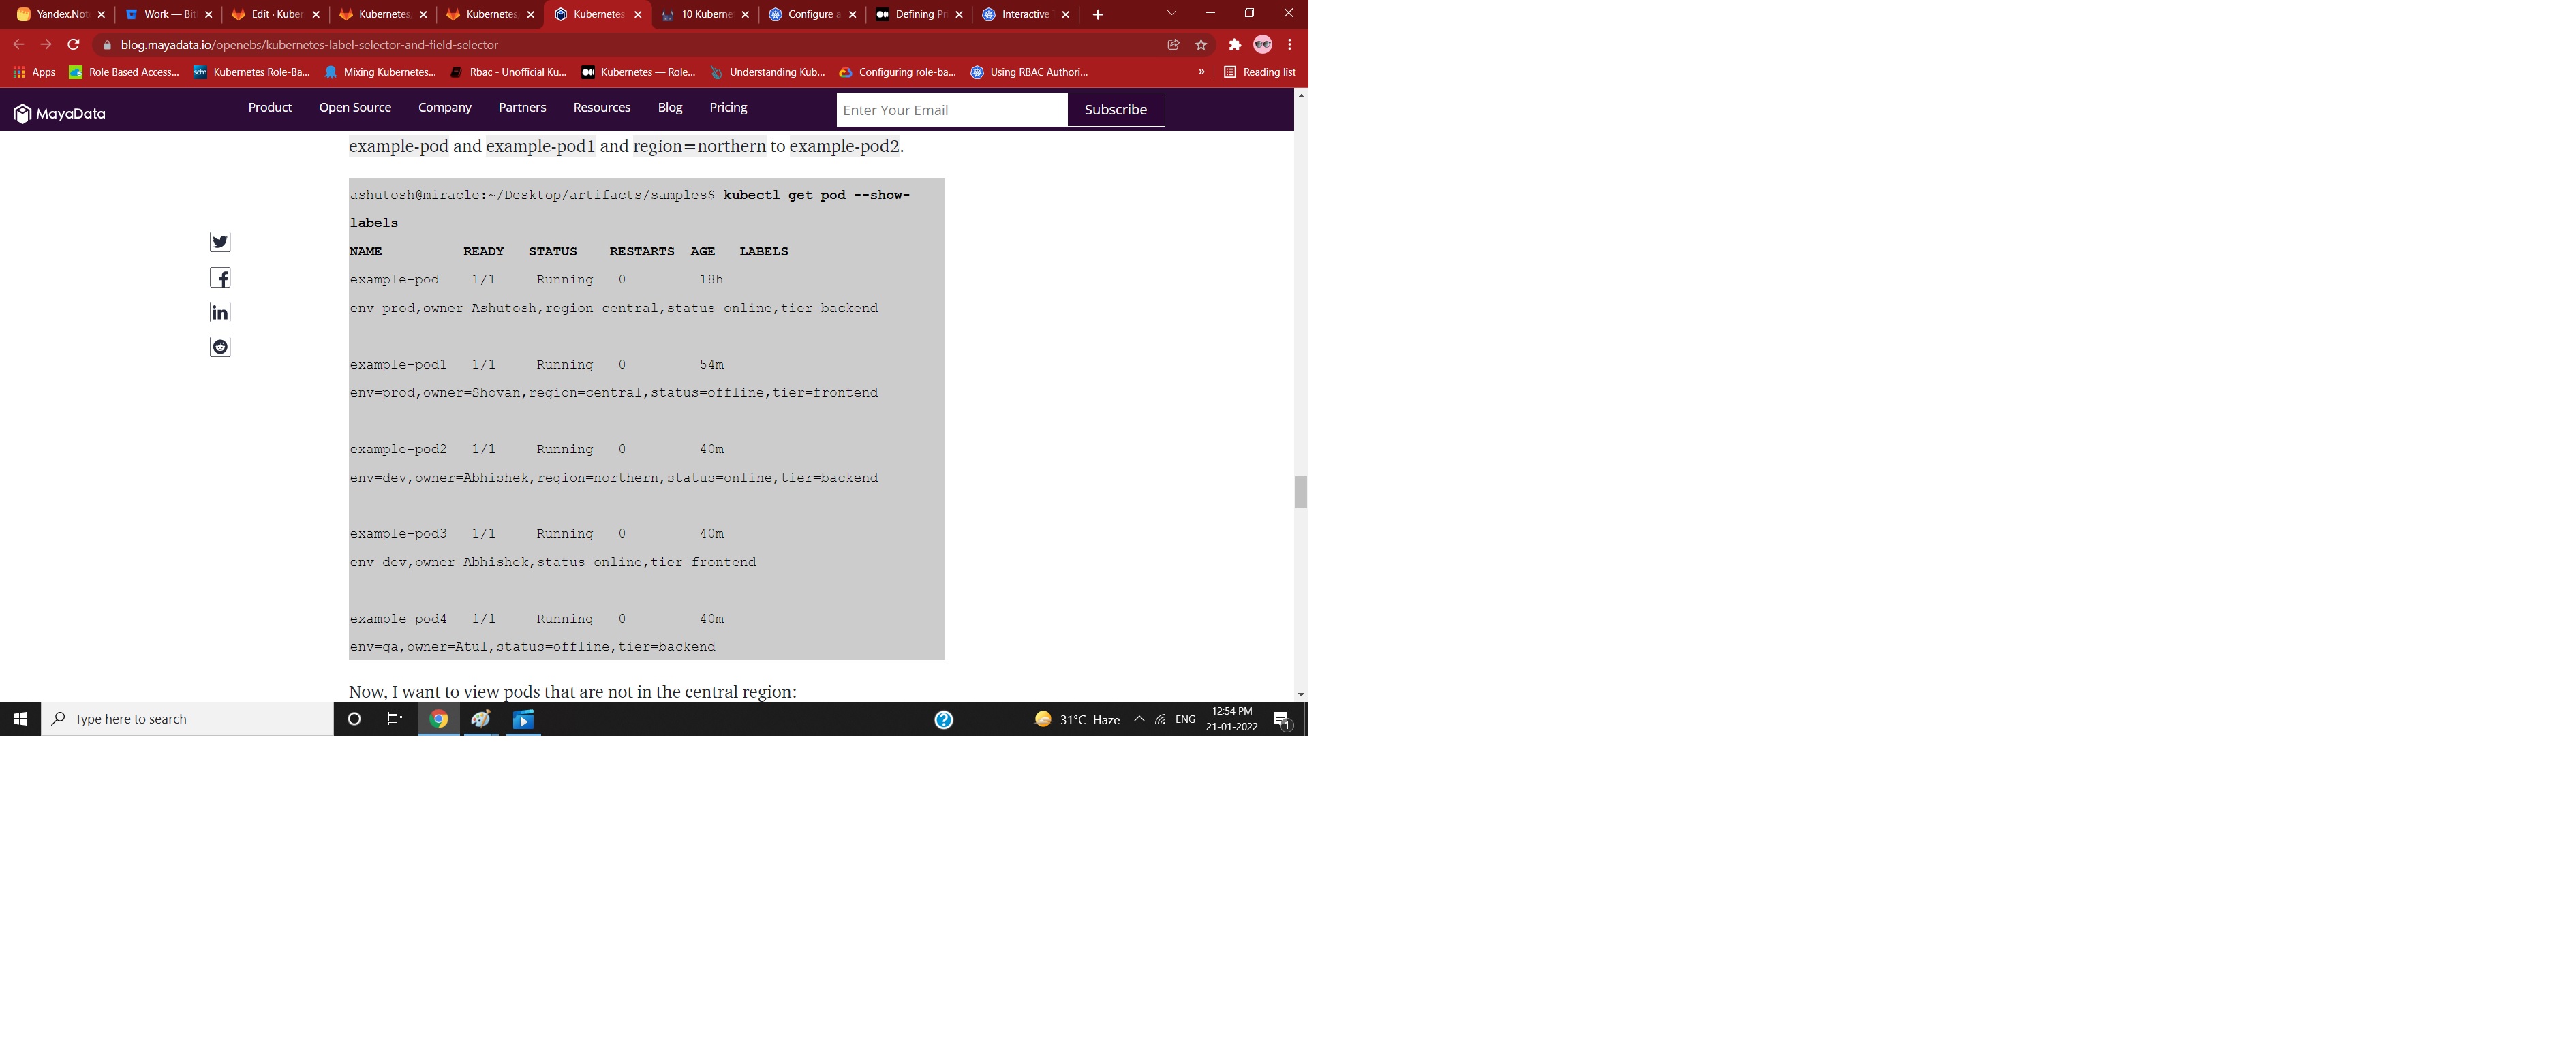 Yandex.Not
Work — Bit
Edit · Kuber
Kubernetes,
Kubernetes,
Kubernetes
10 Kuberne
Configure a
Defining Pr
Interactive
blog.mayadata.io/openebs/kubernetes-label-selector-and-field-selector
Apps
Role Based Access...
Kubernetes Role-Ba...
Mixing Kubernetes...
Rbac - Unofficial Ku...
Kubernetes — Role...
Understanding Kub...
Configuring role-ba...
Using RBAC Authori...
»
Reading list
MayaData
Product
Open Source
Company
Partners
Resources
Blog
Pricing
Enter Your Email
Subscribe
example-pod and example-pod1 and region=northern to example-pod2.
ashutosh@miracle:~/Desktop/artifacts/samples$ kubectl get pod --show-
labels
NAME READY STATUS RESTARTS AGE LABELS
example-pod 1/1 Running 0 18h
env=prod,owner=Ashutosh,region=central,status=online,tier=backend
example-pod1 1/1 Running 0 54m
env=prod,owner=Shovan,region=central,status=offline,tier=frontend
example-pod2 1/1 Running 0 40m
env=dev,owner=Abhishek,region=northern,status=online,tier=backend
example-pod3 1/1 Running 0 40m
env=dev,owner=Abhishek,status=online,tier=frontend
example-pod4 1/1 Running 0 40m
env=qa,owner=Atul,status=offline,tier=backend
Now, I want to view pods that are not in the central region:
Type here to search
31°C Haze
ENG
12:54 PM
21-01-2022
1